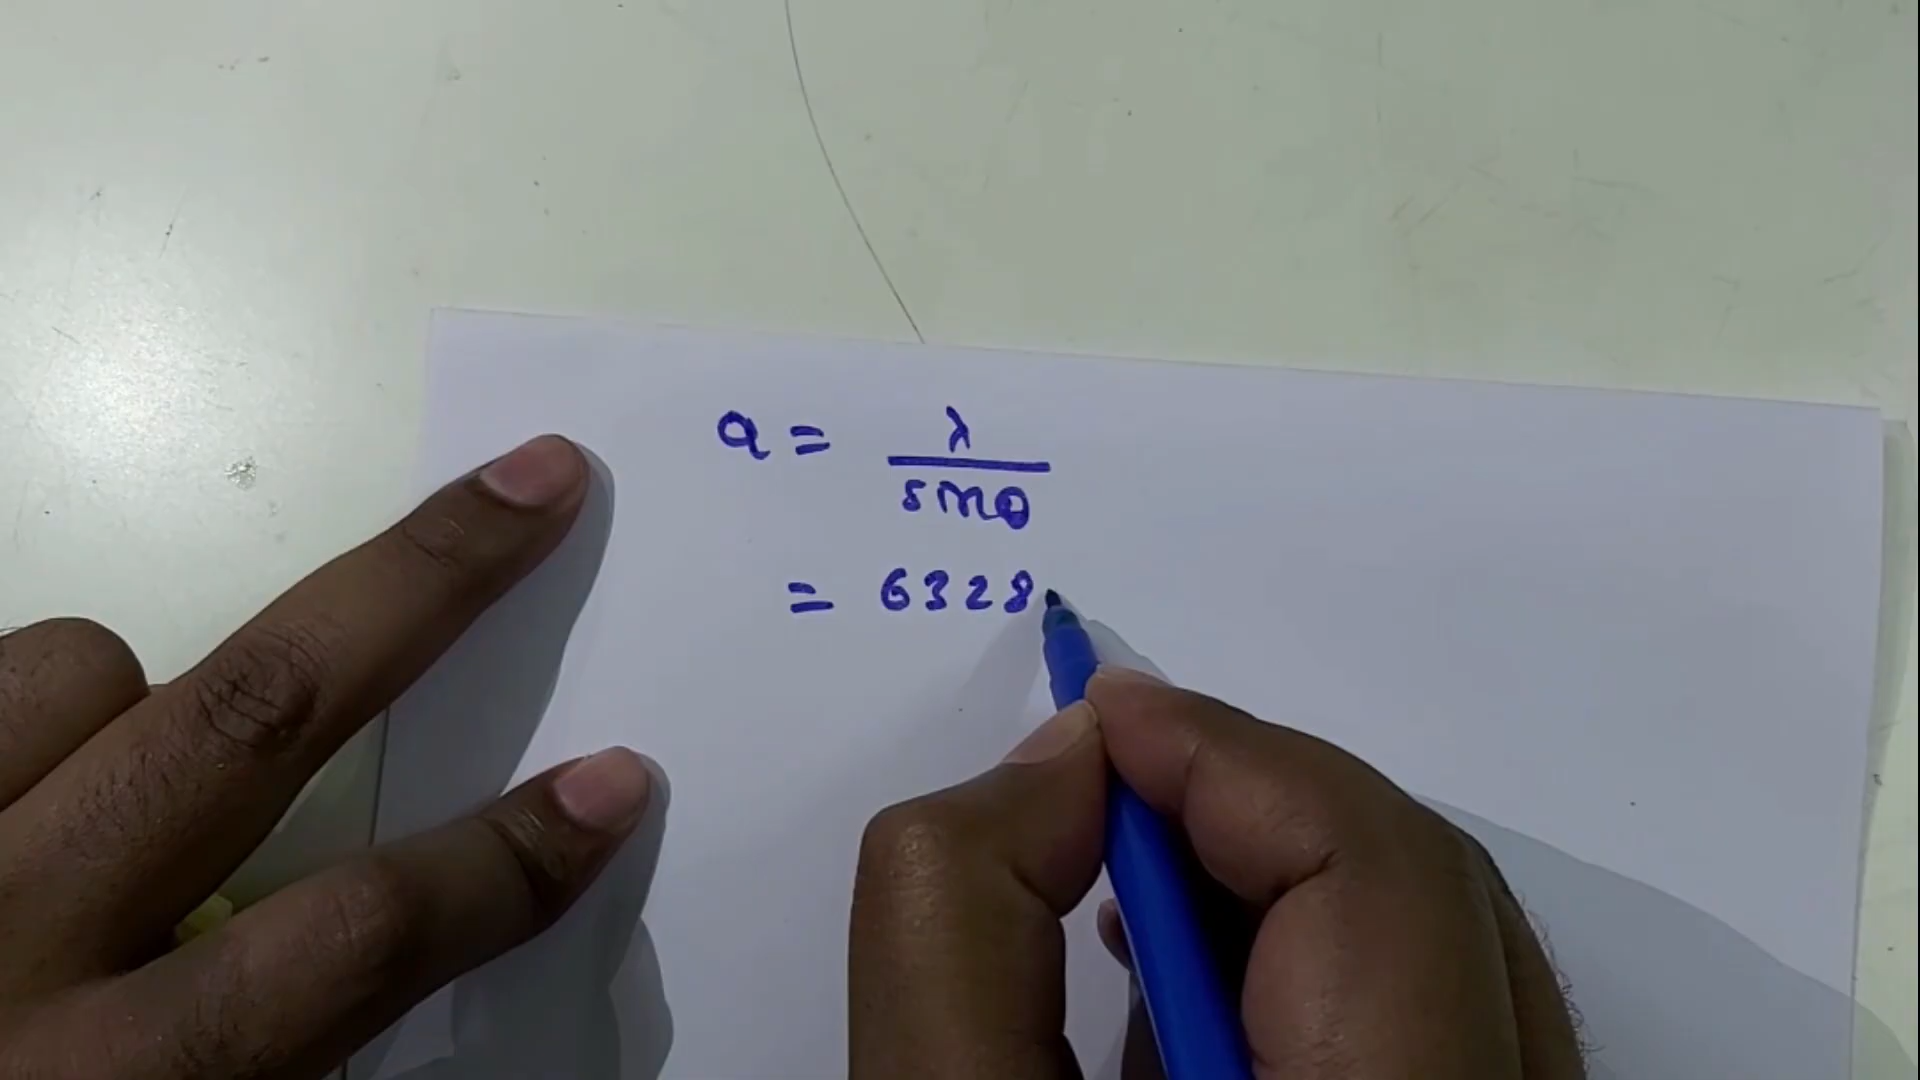 a = λ / sinθ
= 6328